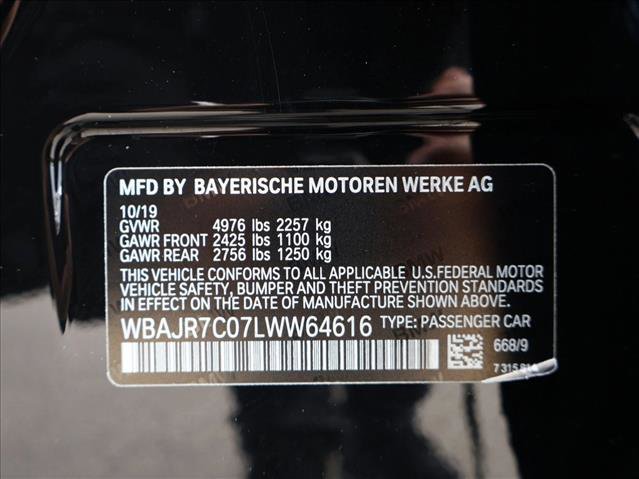 MFD BY BAYERISCHE MOTOREN WERKE AG
10/19
GVWR 4976 lbs 2257 kg
GAWR FRONT 2425 lbs 1100 kg
GAWR REAR 2756 lbs 1250 kg
THIS VEHICLE CONFORMS TO ALL APPLICABLE U.S.FEDERAL MOTOR
VEHICLE SAFETY, BUMPER AND THEFT PREVENTION STANDARDS
IN EFFECT ON THE DATE OF MANUFACTURE SHOWN ABOVE.
WBAJR7C07LWW64616 TYPE: PASSENGER CAR
668/9